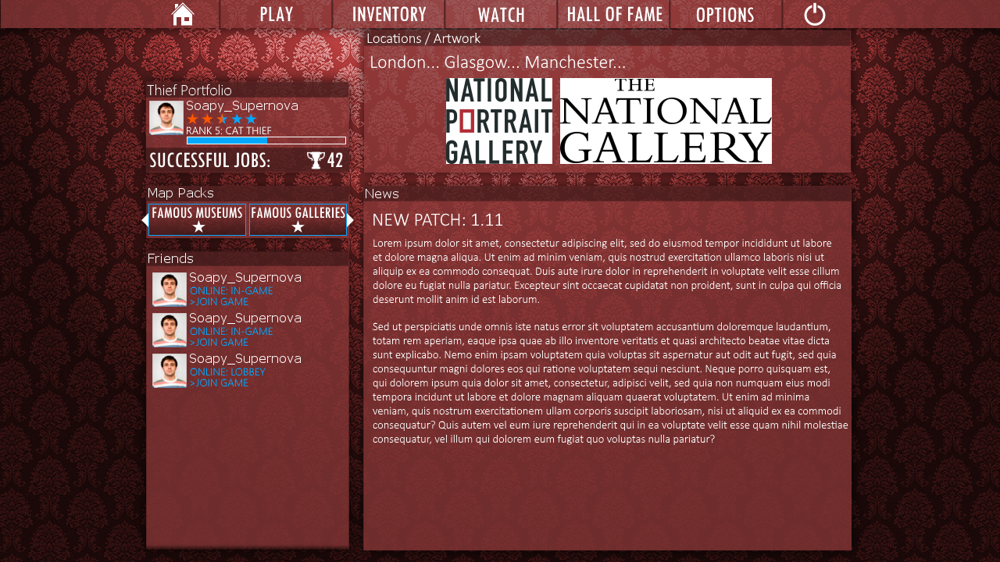 PLAY
INVENTORY
WATCH
HALL OF FAME
OPTIONS
Locations / Artwork
London... Glasgow... Manchester...
NATIONAL
PORTRAIT
GALLERY
THE
NATIONAL
GALLERY
Thief Portfolio
Soapy_Supernova
RANK 5: CAT THIEF
SUCCESSFUL JOBS:
42
Map Packs
FAMOUS MUSEUMS
FAMOUS GALLERIES
Friends
Soapy_Supernova
ONLINE: IN-GAME
>JOIN GAME
Soapy_Supernova
ONLINE: IN-GAME
>JOIN GAME
Soapy_Supernova
ONLINE: LOBBEY
>JOIN GAME
News
NEW PATCH: 1.11
Lorem ipsum dolor sit amet, consectetur adipiscing elit, sed do eiusmod tempor incididunt ut labore
et dolore magna aliqua. Ut enim ad minim veniam, quis nostrud exercitation ullamco laboris nisi ut
aliquip ex ea commodo consequat. Duis aute irure dolor in reprehenderit in voluptate velit esse cillum
dolore eu fugiat nulla pariatur. Excepteur sint occaecat cupidatat non proident, sunt in culpa qui officia
deserunt mollit anim id est laborum.
Sed ut perspiciatis unde omnis iste natus error sit voluptatem accusantium doloremque laudantium,
totam rem aperiam, eaque ipsa quae ab illo inventore veritatis et quasi architecto beatae vitae dicta
sunt explicabo. Nemo enim ipsam voluptatem quia voluptas sit aspernatur aut odit aut fugit, sed quia
consequuntur magni dolores eos qui ratione voluptatem sequi nesciunt. Neque porro quisquam est,
qui dolorem ipsum quia dolor sit amet, consectetur, adipisci velit, sed quia non numquam eius modi
tempora incidunt ut labore et dolore magnam aliquam quaerat voluptatem. Ut enim ad minima
veniam, quis nostrum exercitationem ullam corporis suscipit laboriosam, nisi ut aliquid ex ea commodi
consequatur? Quis autem vel eum iure reprehenderit qui in ea voluptate velit esse quam nihil molestiae
consequatur, vel illum qui dolorem eum fugiat quo voluptas nulla pariatur?